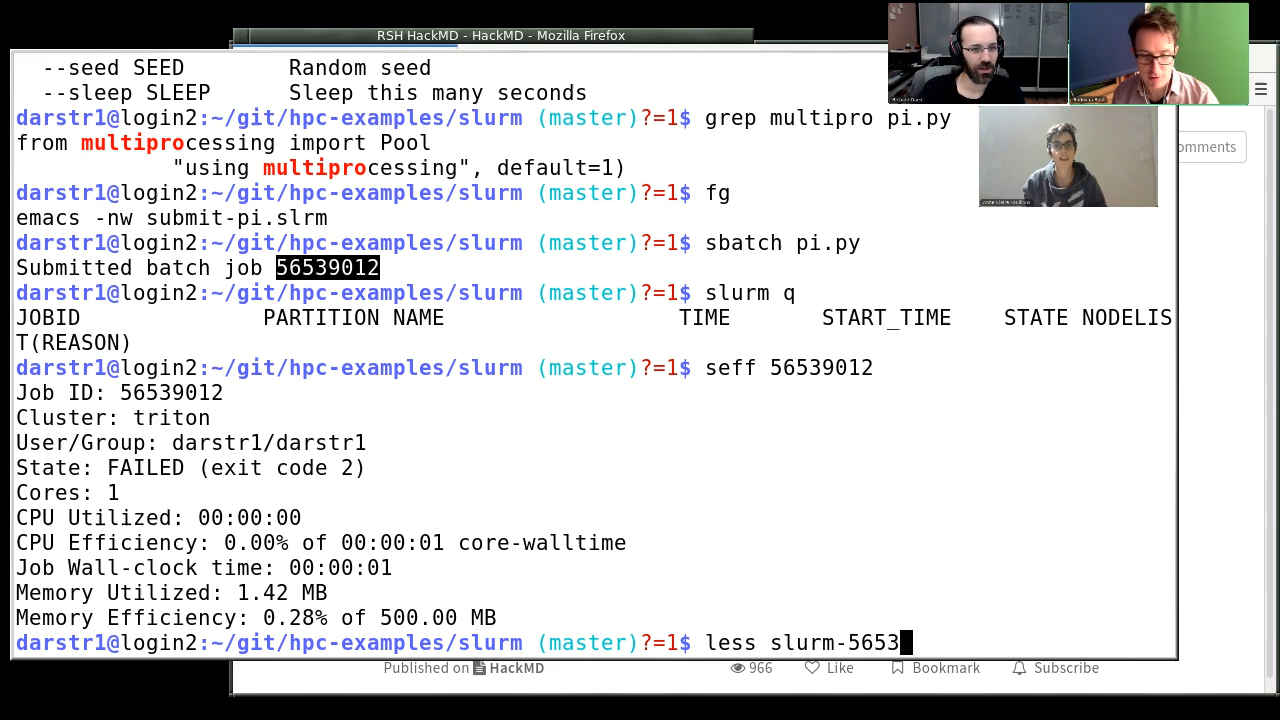 RSH HackMD - HackMD - Mozilla Firefox
--seed SEED        Random seed
--sleep SLEEP      Sleep this many seconds
darstr1@login2:~/git/hpc-examples/slurm (master)?=1$ grep multipro pi.py
from multiprocessing import Pool
"using multiprocessing", default=1)
darstr1@login2:~/git/hpc-examples/slurm (master)?=1$ fg
emacs -nw submit-pi.slrm
darstr1@login2:~/git/hpc-examples/slurm (master)?=1$ sbatch pi.py
Submitted batch job 56539012
darstr1@login2:~/git/hpc-examples/slurm (master)?=1$ slurm q
JOBID              PARTITION NAME                  TIME       START_TIME    STATE NODELIS
T(REASON)
darstr1@login2:~/git/hpc-examples/slurm (master)?=1$ seff 56539012
Job ID: 56539012
Cluster: triton
User/Group: darstr1/darstr1
State: FAILED (exit code 2)
Cores: 1
CPU Utilized: 00:00:00
CPU Efficiency: 0.00% of 00:00:01 core-walltime
Job Wall-clock time: 00:00:01
Memory Utilized: 1.42 MB
Memory Efficiency: 0.28% of 500.00 MB
darstr1@login2:~/git/hpc-examples/slurm (master)?=1$ less slurm-5653
omments
Published on HackMD 966 Like Bookmark Subscribe